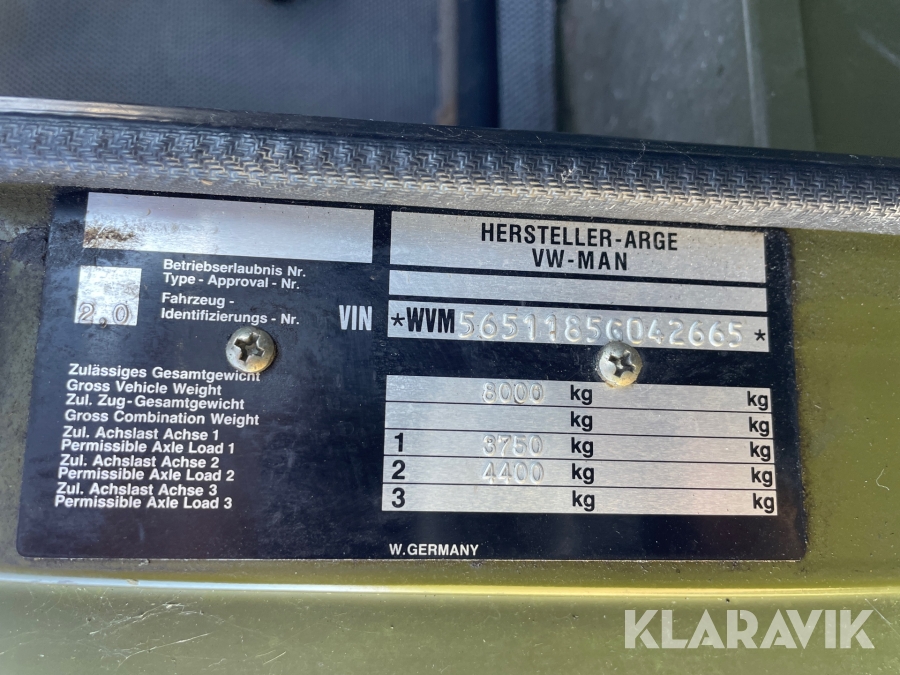 HERSTELLER-ARGE
VW-MAN
Betriebserlaubnis Nr.
Type - Approval - Nr.
2.0
Fahrzeug -
Identifizierungs - Nr.
VIN
*WVM5651185G042665*
Zulässiges Gesamtgewicht
Gross Vehicle Weight
8000 kg kg
Zul. Zug-Gesamtgewicht
Gross Combination Weight
kg kg
Zul. Achslast Achse 1
Permissible Axle Load 1
1 3750 kg kg
Zul. Achslast Achse 2
Permissible Axle Load 2
2 4400 kg kg
Zul. Achslast Achse 3
Permissible Axle Load 3
3 kg kg
W. GERMANY
KLARAVIK